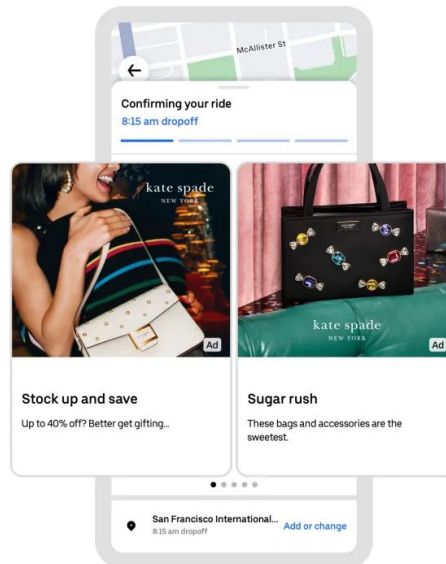 McAllister St
Confirming your ride
8:15 am dropoff
kate spade
NEW YORK
Ad
Stock up and save
Up to 40% off? Better get gifting...
kate spade
NEW YORK
Ad
Sugar rush
These bags and accessories are the
sweetest.
San Francisco International...
8:15 am dropoff
Add or change